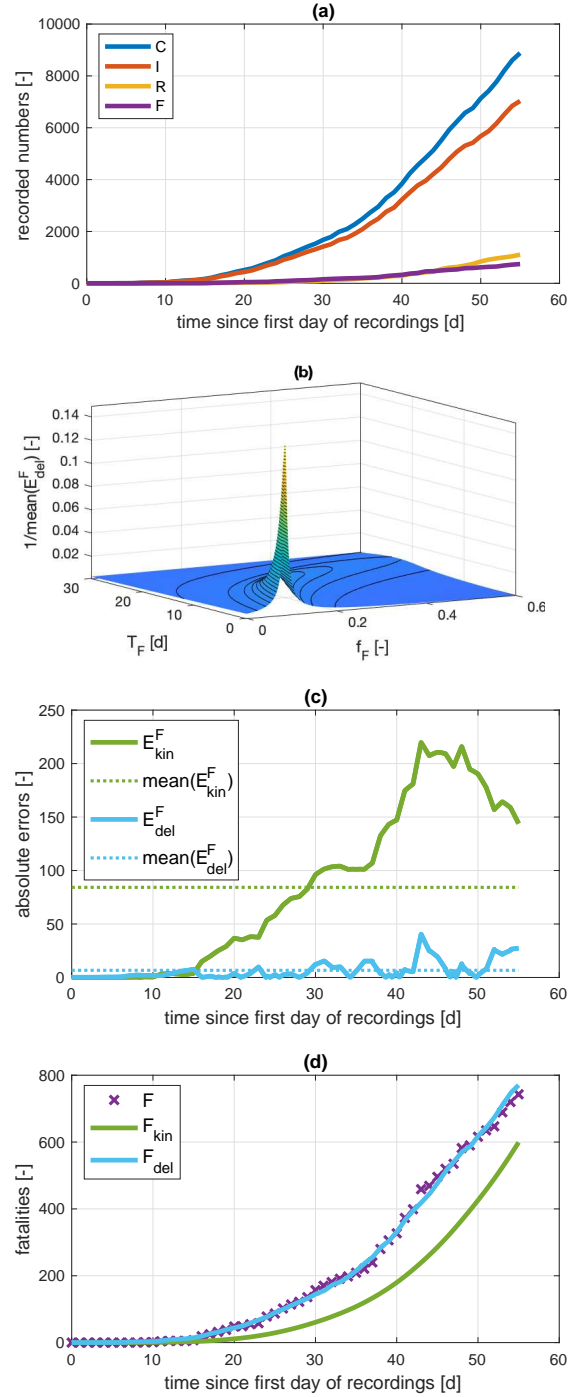 (a)
10000
8000
6000
4000
2000
0
recorded numbers [-]
C
I
R
F
0 10 20 30 40 50 60
time since first day of recordings [d]
(b)
0.14
0.12
0.1
0.08
0.06
0.04
0.02
1/mean(E^F_del) [-]
30 20 10 0
T_F [d]
0 0.2 0.4 0.6
f_F [-]
(c)
250
200
150
100
50
0
absolute errors [-]
E^F_kin
mean(E^F_kin)
E^F_del
mean(E^F_del)
0 10 20 30 40 50 60
time since first day of recordings [d]
(d)
800
600
400
200
0
fatalities [-]
F
F_kin
F_del
0 10 20 30 40 50 60
time since first day of recordings [d]